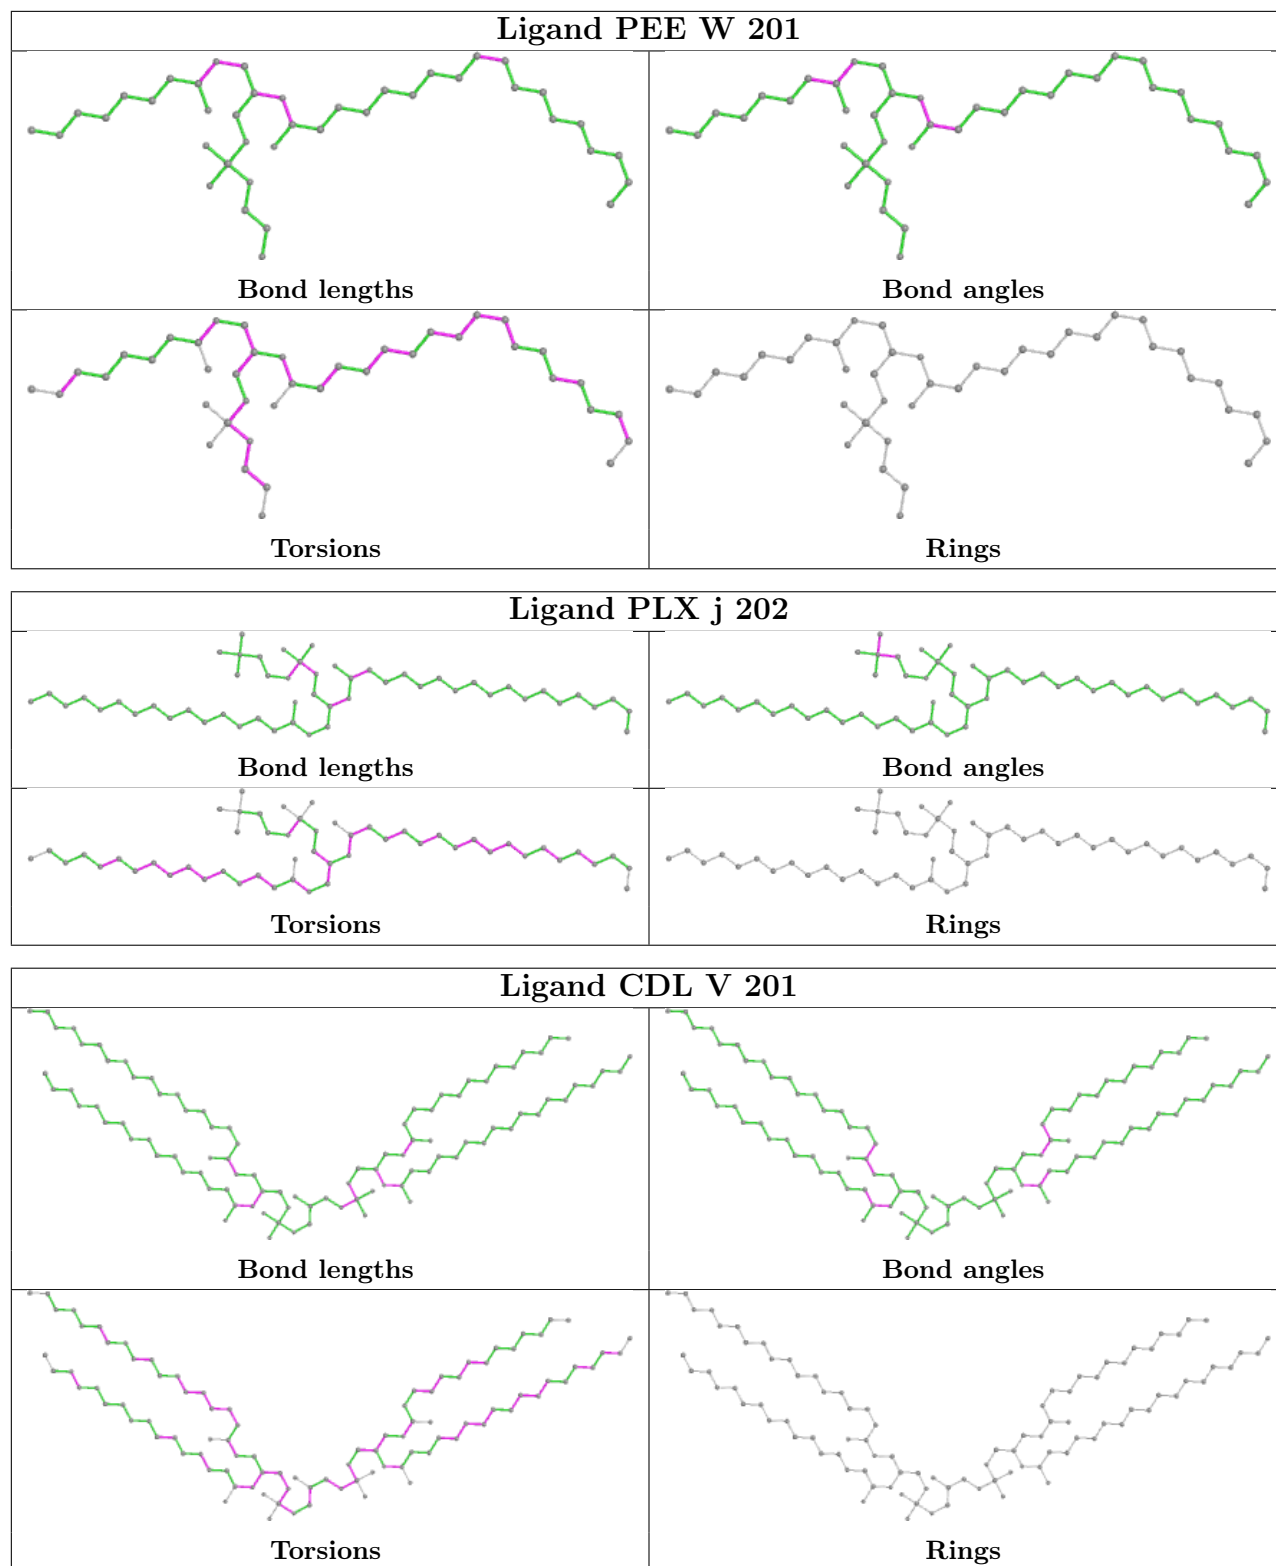 Ligand PEE W 201
Bond lengths
Bond angles
Torsions
Rings
Ligand PLX j 202
Bond lengths
Bond angles
Torsions
Rings
Ligand CDL V 201
Bond lengths
Bond angles
Torsions
Rings